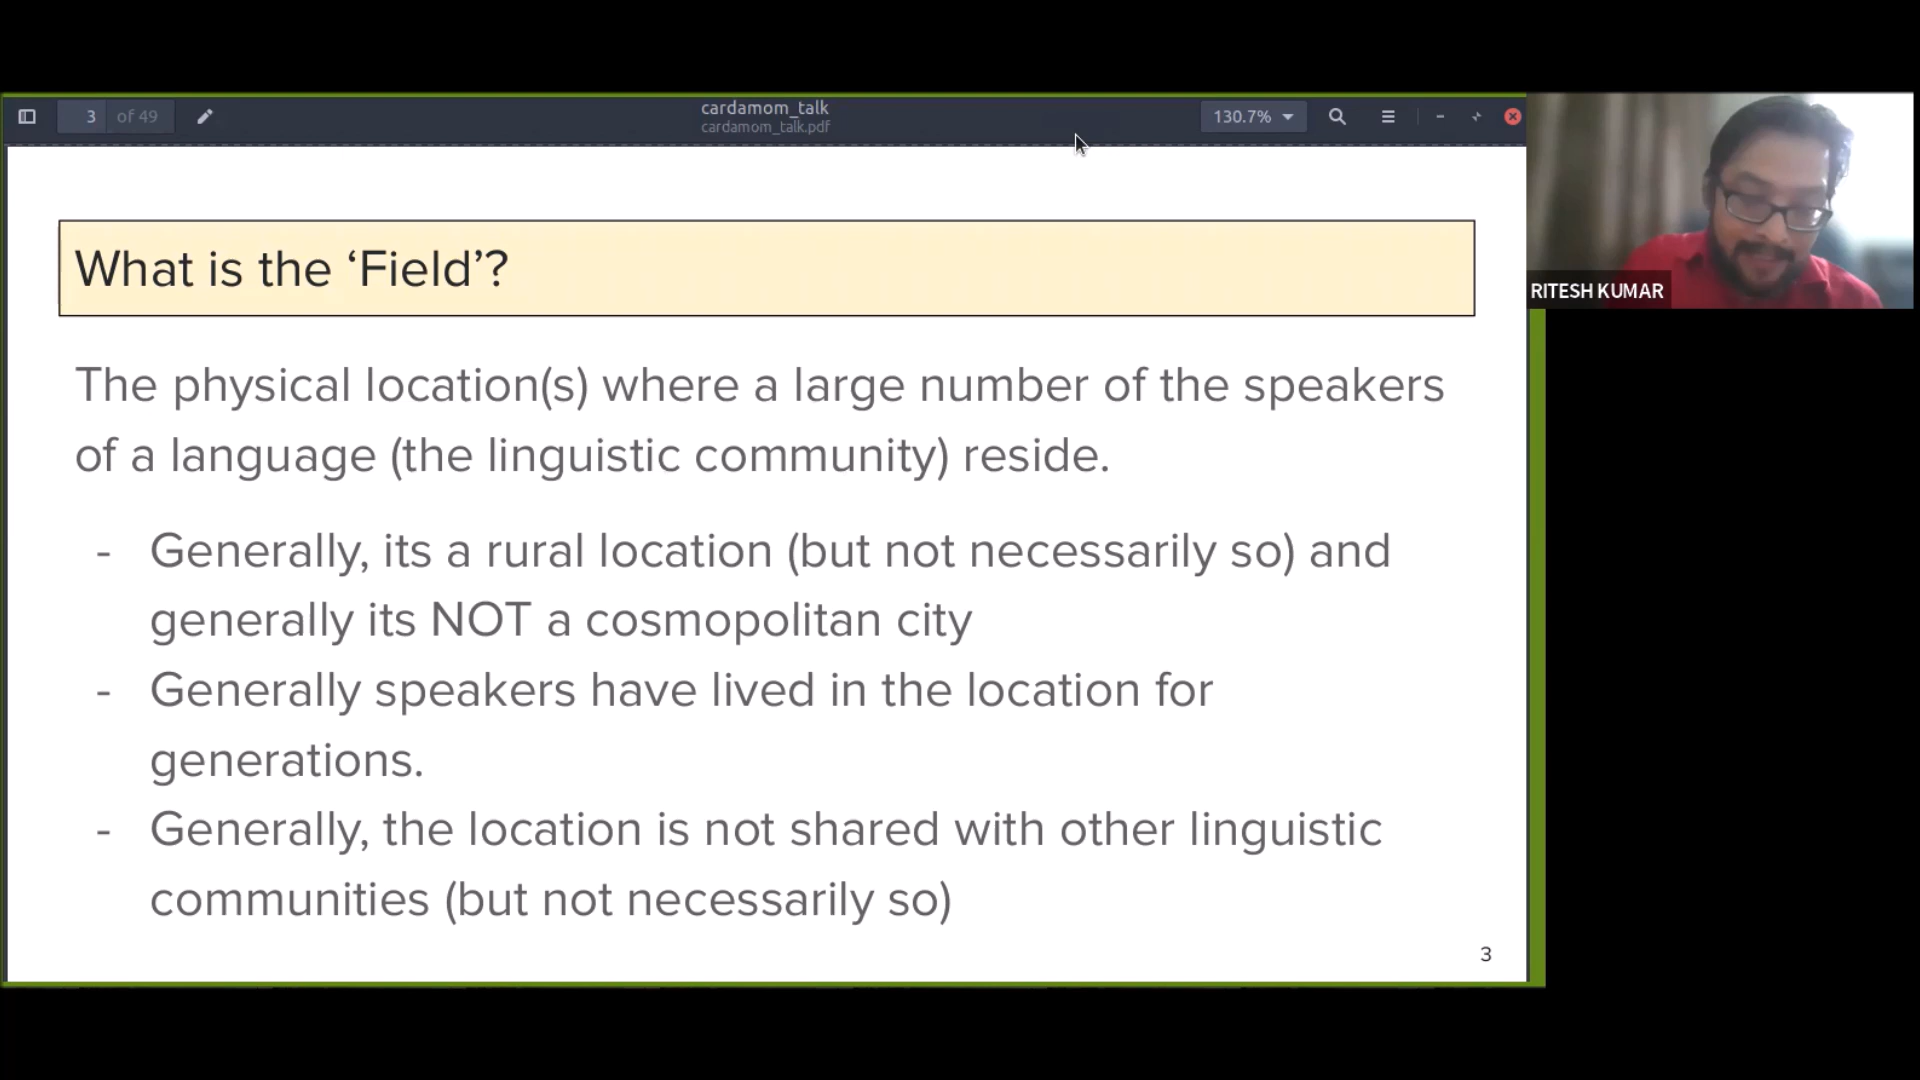 3 of 49
cardamom_talk
cardamom_talk.pdf
130.7%
What is the ‘Field’?
The physical location(s) where a large number of the speakers
of a language (the linguistic community) reside.
- Generally, its a rural location (but not necessarily so) and
generally its NOT a cosmopolitan city
- Generally speakers have lived in the location for
generations.
- Generally, the location is not shared with other linguistic
communities (but not necessarily so)
3
RITESH KUMAR